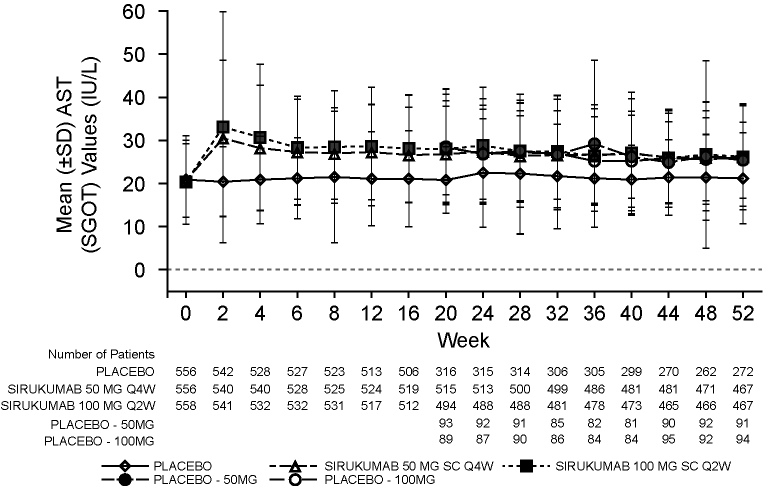 60
50
40
30
20
10
0
Mean (±SD) AST
(SGOT) Values (IU/L)
0 2 4 6 8 12 16 20 24 28 32 36 40 44 48 52
Week
Number of Patients
PLACEBO 556 542 528 527 523 513 506 316 315 314 306 305 299 270 262 272
SIRUKUMAB 50 MG Q4W 556 540 540 528 525 524 519 515 513 500 499 486 481 481 471 467
SIRUKUMAB 100 MG Q2W 558 541 532 532 531 517 512 494 488 488 481 478 473 465 466 467
PLACEBO - 50MG 93 92 91 85 82 81 90 92 91
PLACEBO - 100MG 89 87 90 86 84 84 95 92 94
PLACEBO SIRUKUMAB 50 MG SC Q4W SIRUKUMAB 100 MG SC Q2W
PLACEBO - 50MG PLACEBO - 100MG